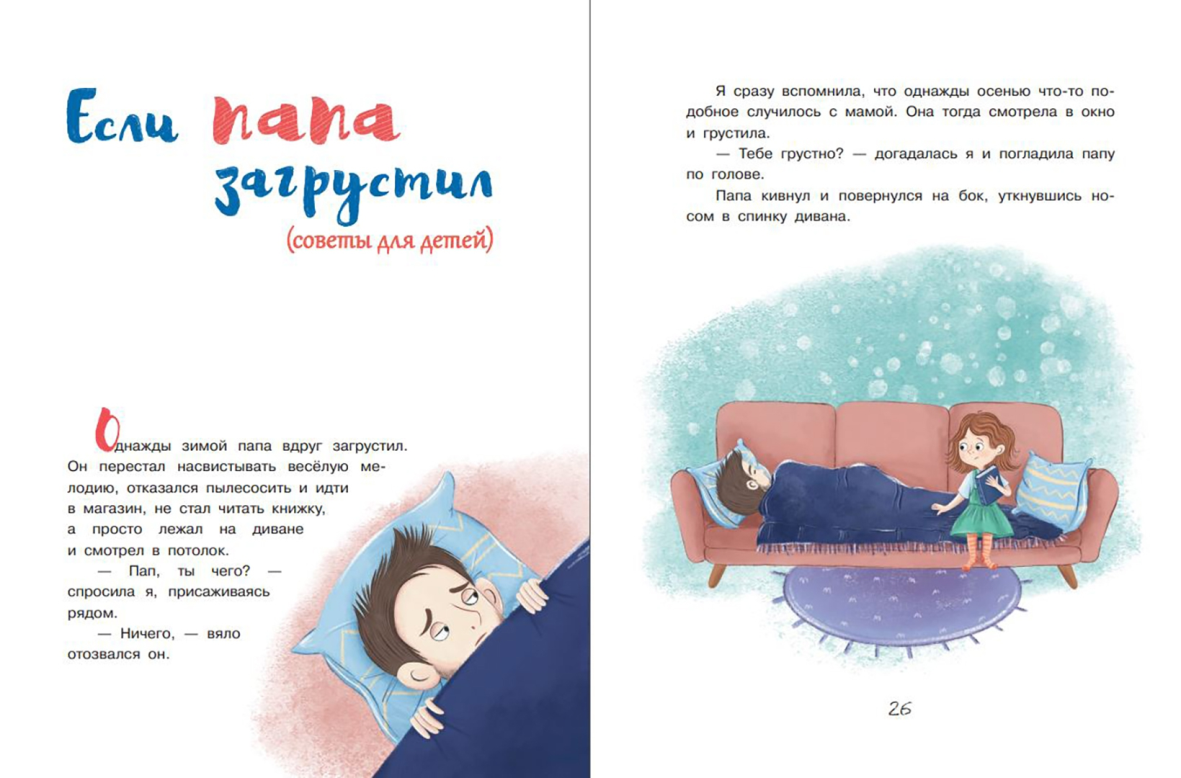 Если папа
загрустил
(советы для детей)
Однажды зимой папа вдруг загрустил.
Он перестал насвистывать весёлую ме-
лодию, отказался пылесосить и идти
в магазин, не стал читать книжку,
а просто лежал на диване
и смотрел в потолок.
— Пап, ты чего? —
спросила я, присаживаясь
рядом.
— Ничего, — вяло
отозвался он.
Я сразу вспомнила, что однажды осенью что-то по-
добное случилось с мамой. Она тогда смотрела в окно
и грустила.
— Тебе грустно? — догадалась я и погладила папу
по голове.
Папа кивнул и повернулся на бок, уткнувшись но-
сом в спинку дивана.
26